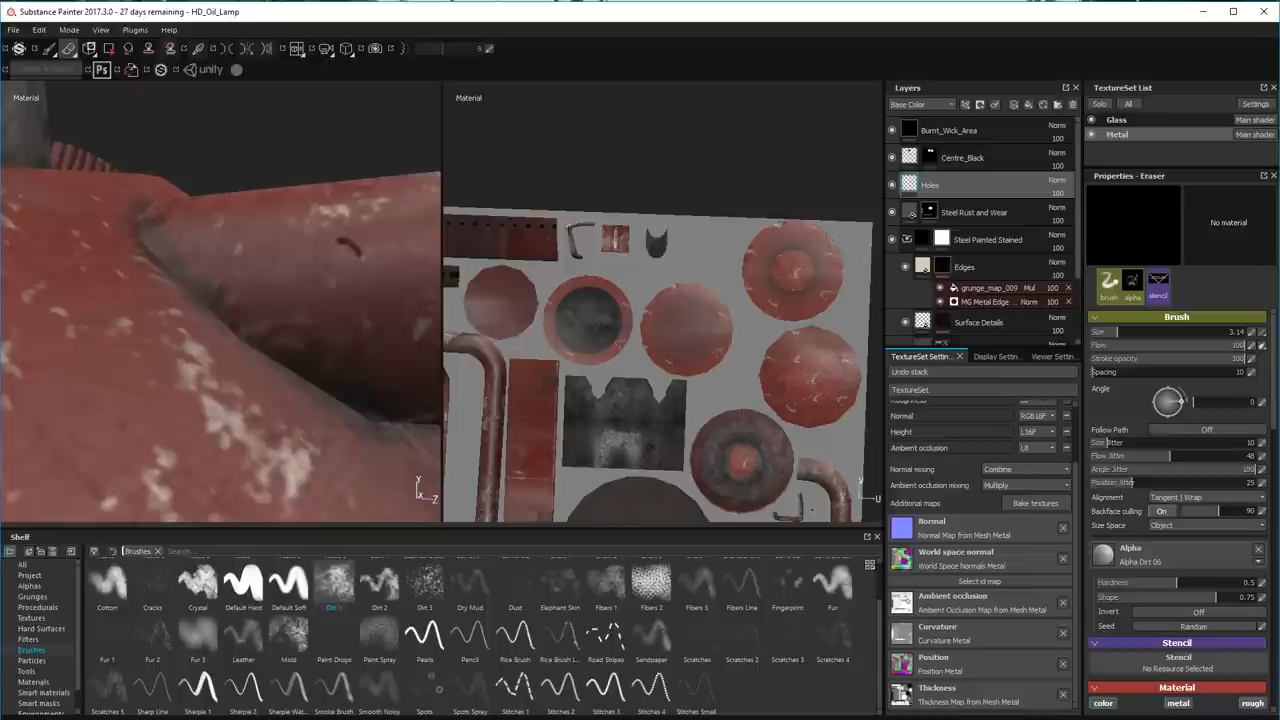 Substance Painter 2017.3.0 - 27 days remaining - HD_Oil_Lamp
File Edit Mode View Plugins Help
8
Ps unity
Material
Material
Y
X Z
U
Layers
Base Color
Burnt_Wick_Area Norm 100
Centre_Black Norm 100
Holes Norm 100
Steel Rust and Wear Norm 100
Steel Painted Stained Norm 100
Edges Norm 100
grunge_map_009 Mul 100
MG Metal Edge ... Norm 100
Surface Details Norm 100
TextureSet Settin... Display Settin... Viewer Settin...
Undo stack
TextureSet
Normal RGB16F
Height L16F
Ambient occlusion L8
Normal mixing Combine
Ambient occlusion mixing Multiply
Additional maps Bake textures
Normal
Normal Map from Mesh Metal
World space normal
World Space Normals Metal
Select id map
Ambient occlusion
Ambient Occlusion Map from Mesh Metal
Curvature
Curvature Metal
Position
Position Metal
Thickness
Thickness Map from Mesh Metal
TextureSet List
Solo All Settings
Glass Main shader
Metal Main shader
Properties - Eraser
No material
brush alpha stencil
Brush
Size 3.14
Flow 100
Stroke opacity 100
Spacing 10
Angle 0
Follow Path Off
Size Jitter 10
Flow Jitter 48
Angle Jitter 180
Position Jitter 25
Alignment Tangent | Wrap
Backface culling On 90
Size Space Object
Alpha
Alpha Dirt 06
Hardness 0.5
Shape 0.75
Invert Off
Seed Random
Stencil
Stencil
No Resource Selected
Material
color metal rough
Shelf
Brushes Search...
All
Project
Alphas
Grunges
Procedurals
Textures
Hard Surfaces
Filters
Brushes
Particles
Tools
Materials
Smart materials
Smart masks
Cotton Cracks Crystal Default Hard Default Soft Dirt 1 Dirt 2 Dirt 3 Dry Mud Dust Elephant Skin Fibers 1 Fibers 2 Fibers 3 Fibers Line Fingerprint Fur
Fur 1 Fur 2 Fur 3 Leather Mold Paint Drops Paint Spray Pearls Pencil Rice Brush Rice Brush L... Road Stripes Sandpaper Scratches Scratches 2 Scratches 3 Scratches 4
Scratches 5 Sharp Line Sharpie 1 Sharpie 2 Sharpie Wat... Smoke Brush Smooth Noisy Spots Spots Spray Stitches 1 Stitches 2 Stitches 3 Stitches 4 Stitches Small